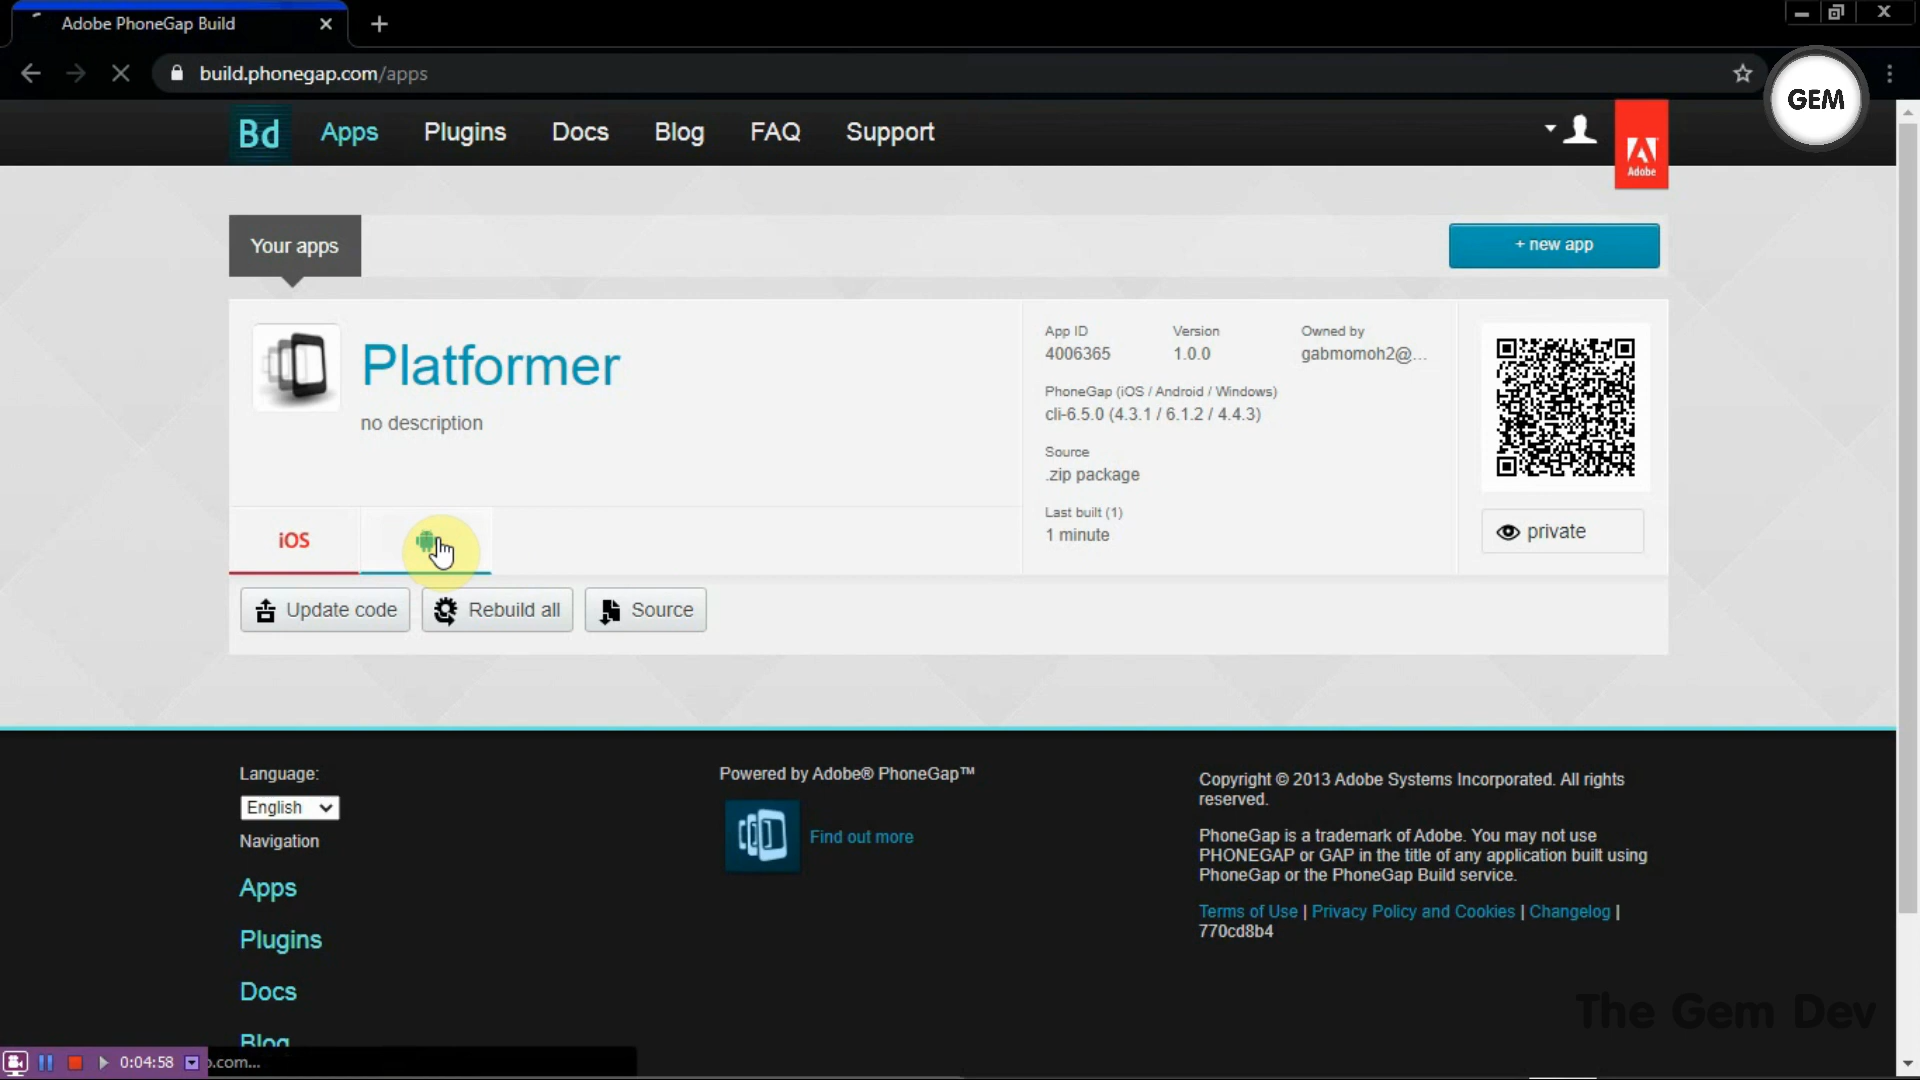 Adobe PhoneGap Build
build.phonegap.com/apps
GEM
Bd
Apps
Plugins
Docs
Blog
FAQ
Support
Adobe
Your apps
+ new app
Platformer
no description
App ID
Version
Owned by
4006365
1.0.0
gabmomoh2@...
PhoneGap (iOS / Android / Windows)
cli-6.5.0 (4.3.1 / 6.1.2 / 4.4.3)
Source
.zip package
Last built (1)
1 minute
private
iOS
Update code
Rebuild all
Source
Language:
English
Navigation
Apps
Plugins
Docs
Blog
Powered by Adobe® PhoneGap™
Find out more
Copyright © 2013 Adobe Systems Incorporated. All rights
reserved.
PhoneGap is a trademark of Adobe. You may not use
PHONEGAP or GAP in the title of any application built using
PhoneGap or the PhoneGap Build service.
Terms of Use | Privacy Policy and Cookies | Changelog |
770cd8b4
The Gem Dev
0:04:58
.com...